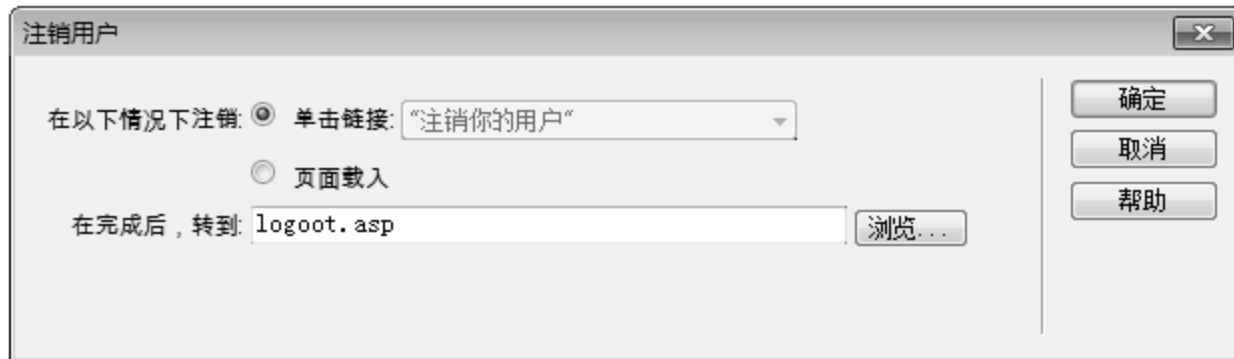 注销用户
在以下情况下注销: 单击链接: “注销你的用户” 确定
取消
页面载入
帮助
在完成后，转到: logoot.asp 浏览...